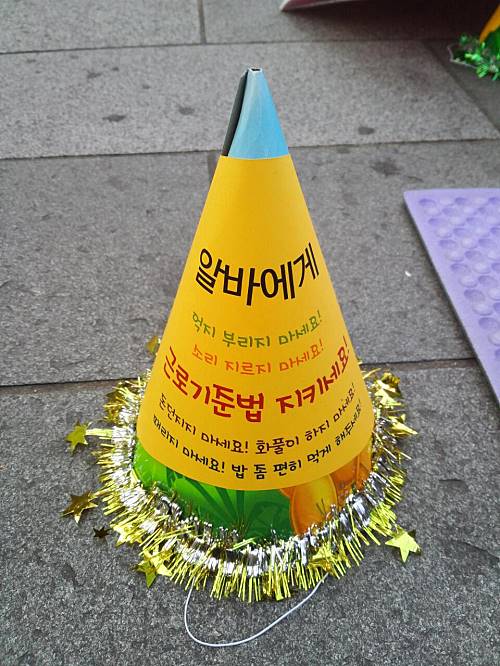 알바에게
억지 부리지 마세요!
소리 지르지 마세요!
근로기준법 지키세요!
돈 던지지 마세요! 화풀이 하지 마세요!
때리지 마세요! 밥 좀 편히 먹게 해주세요!